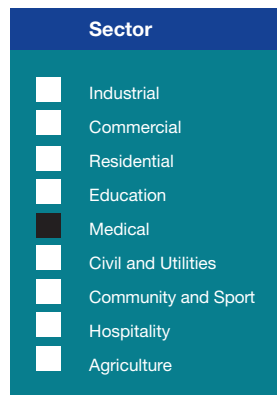 Sector
Industrial
Commercial
Residential
Education
Medical
Civil and Utilities
Community and Sport
Hospitality
Agriculture